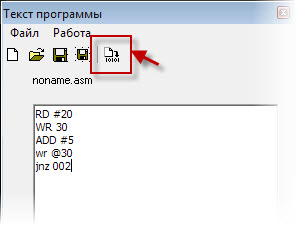 Текст программы
Файл Работа
noname.asm
RD #20
WR 30
ADD #5
wr @30
jnz 002